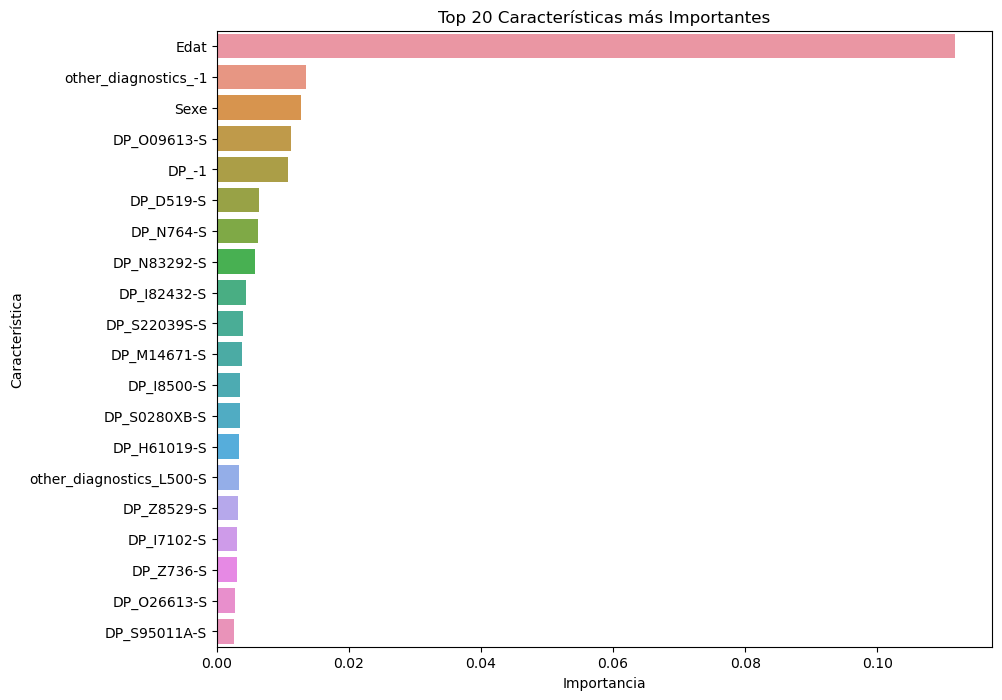 Top 20 Características más Importantes
Edat
other_diagnostics_-1
Sexe
DP_O09613-S
DP_-1
DP_D519-S
DP_N764-S
DP_N83292-S
DP_I82432-S
DP_S22039S-S
DP_M14671-S
DP_I8500-S
DP_S0280XB-S
DP_H61019-S
other_diagnostics_L500-S
DP_Z8529-S
DP_I7102-S
DP_Z736-S
DP_O26613-S
DP_S95011A-S
Característica
0.00 0.02 0.04 0.06 0.08 0.10
Importancia